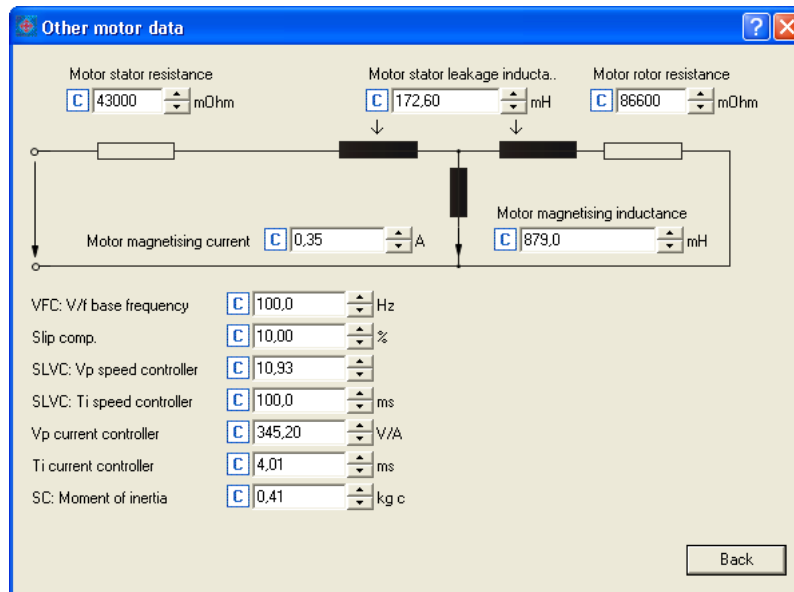 Other motor data
Motor stator resistance
C 43000 mOhm
Motor stator leakage inducta..
C 172,60 mH
Motor rotor resistance
C 86600 mOhm
Motor magnetising current C 0,35 A
Motor magnetising inductance
C 879,0 mH
VFC: V/f base frequency C 100,0 Hz
Slip comp. C 10,00 %
SLVC: Vp speed controller C 10,93
SLVC: Ti speed controller C 100,0 ms
Vp current controller C 345,20 V/A
Ti current controller C 4,01 ms
SC: Moment of inertia C 0,41 kg c
Back